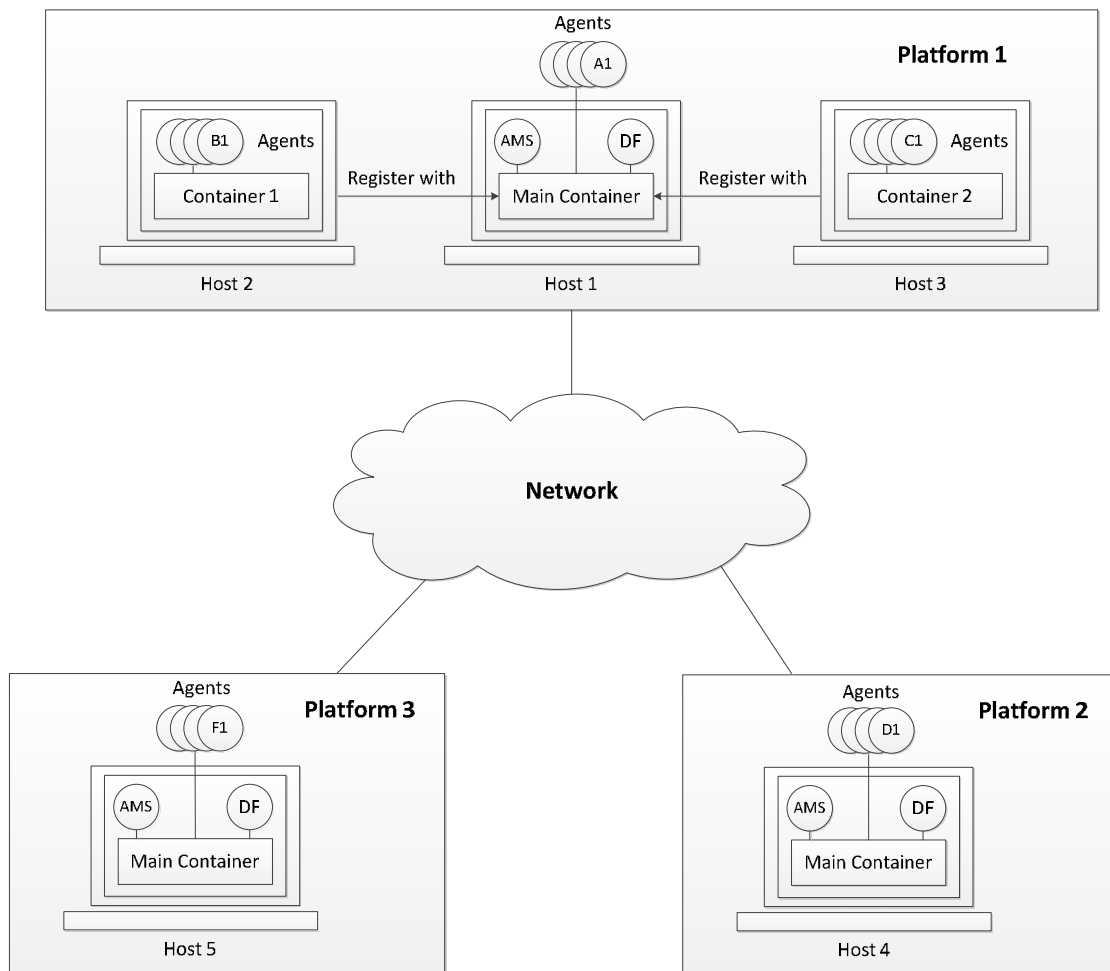 Agents
A1
Platform 1
B1
Agents
AMS
DF
C1
Agents
Container 1
Register with
Main Container
Register with
Container 2
Host 2
Host 1
Host 3
Network
Agents
Platform 3
F1
AMS
DF
Main Container
Host 5
Agents
Platform 2
D1
AMS
DF
Main Container
Host 4